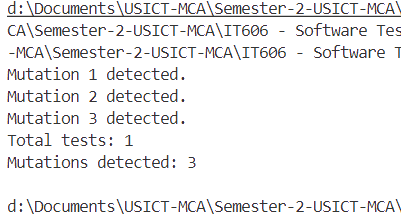 d:\Documents\USICT-MCA\Semester-2-USICT-MCA\
CA\Semester-2-USICT-MCA\IT606 - Software Tes
-MCA\Semester-2-USICT-MCA\IT606 - Software T
Mutation 1 detected.
Mutation 2 detected.
Mutation 3 detected.
Total tests: 1
Mutations detected: 3
d:\Documents\USICT-MCA\Semester-2-USICT-MCA\